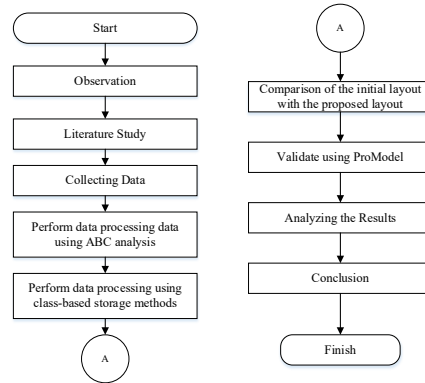 Start
Observation
Literature Study
Collecting Data
Perform data processing data
using ABC analysis
Perform data processing using
class-based storage methods
A
A
Comparison of the initial layout
with the proposed layout
Validate using ProModel
Analyzing the Results
Conclusion
Finish